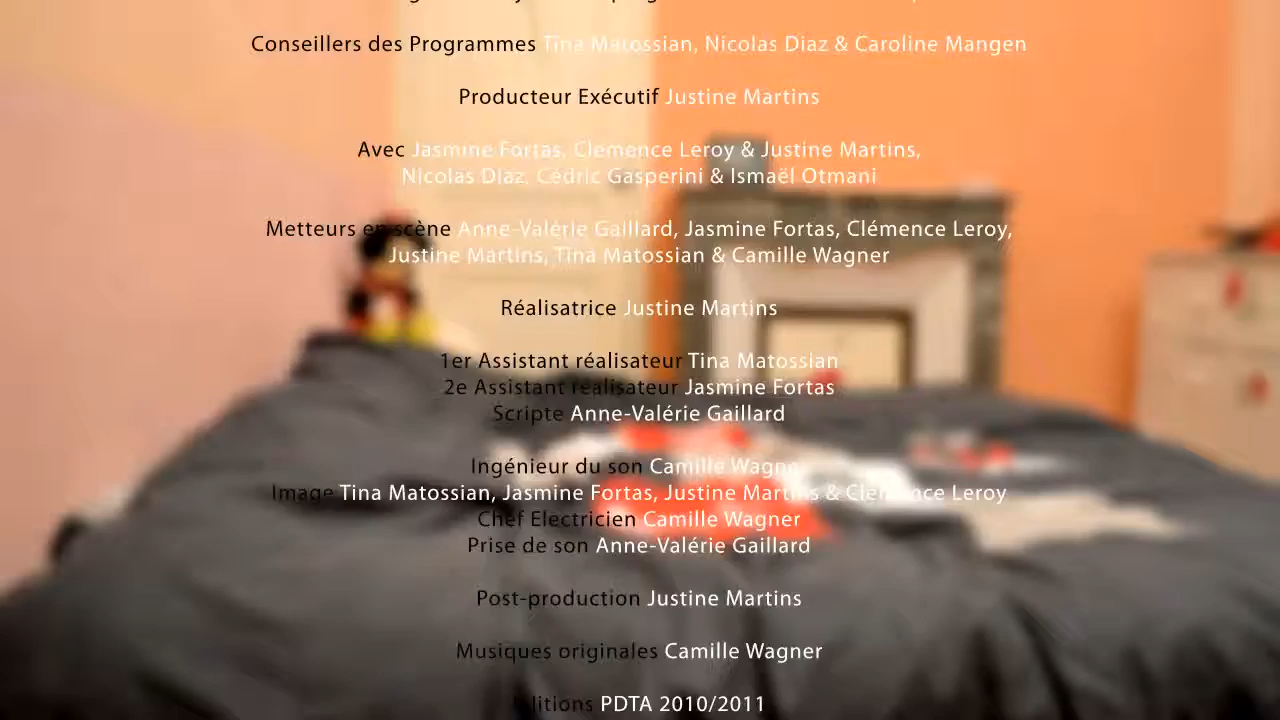 Conseillers des Programmes Tina Matossian, Nicolas Diaz & Caroline Mangen
Producteur Exécutif Justine Martins
Avec Jasmine Fortas, Clemence Leroy & Justine Martins,
Nicolas Diaz, Cédric Gasperini & Ismaël Otmani
Metteurs en scène Anne-Valérie Gaillard, Jasmine Fortas, Clémence Leroy,
Justine Martins, Tina Matossian & Camille Wagner
Réalisatrice Justine Martins
1er Assistant réalisateur Tina Matossian
2e Assistant réalisateur Jasmine Fortas
Scripte Anne-Valérie Gaillard
Ingénieur du son Camille Wagner
Image Tina Matossian, Jasmine Fortas, Justine Martins & Clemence Leroy
Chef Electricien Camille Wagner
Prise de son Anne-Valérie Gaillard
Post-production Justine Martins
Musiques originales Camille Wagner
Editions PDTA 2010/2011